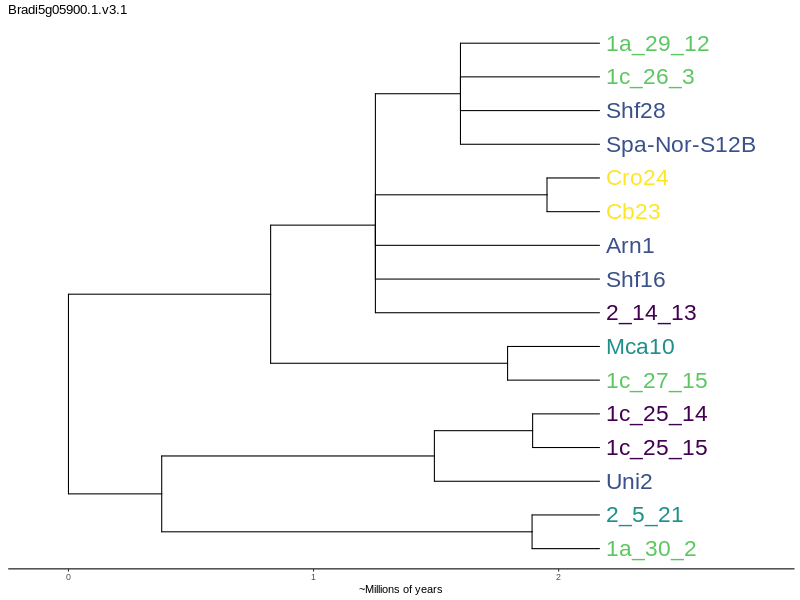 Bradi5g05900.1.v3.1
1a_29_12
1c_26_3
Shf28
Spa-Nor-S12B
Cro24
Cb23
Arn1
Shf16
2_14_13
Mca10
1c_27_15
1c_25_14
1c_25_15
Uni2
2_5_21
1a_30_2
0 1 2
~Millions of years